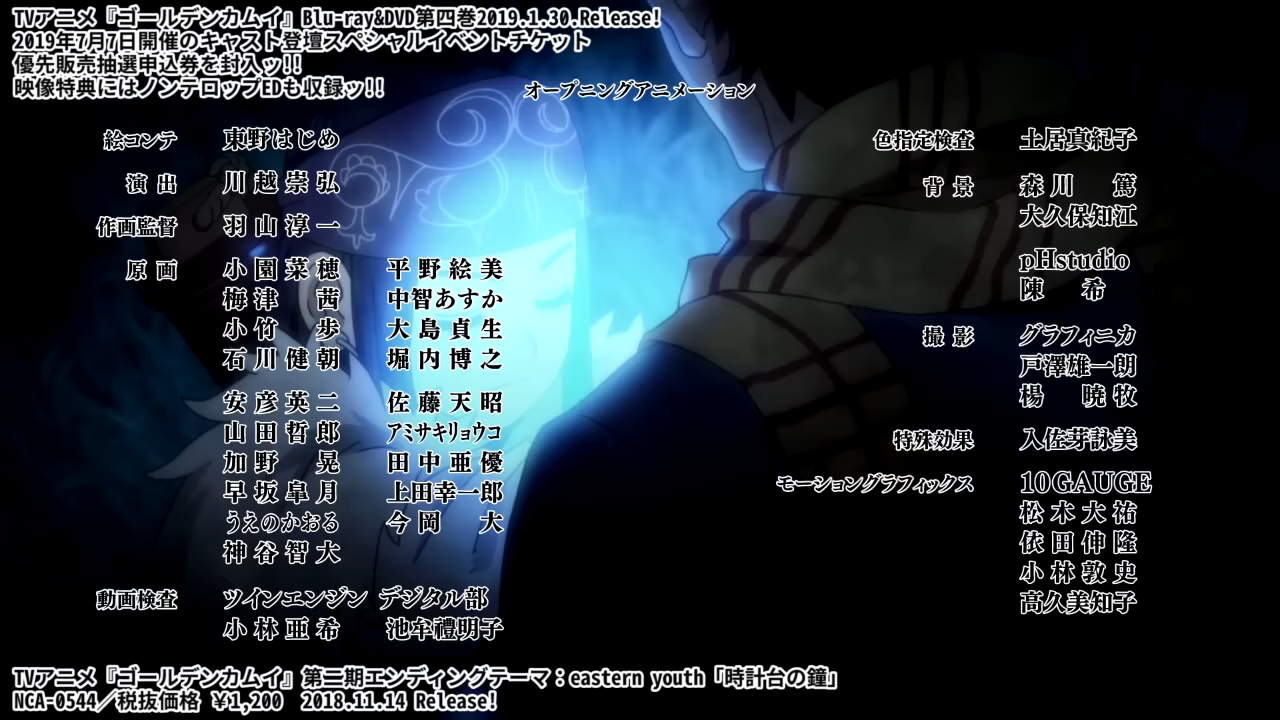 TVアニメ『ゴールデンカムイ』Blu-ray&DVD第四巻2019.1.30.Release!
2019年7月7日開催のキャスト登壇スペシャルイベントチケット
優先販売抽選申込券を封入ッ!!
映像特典にはノンテロップEDも収録ッ!!
オープニングアニメーション
絵コンテ 東野はじめ
演出 川越崇弘
作画監督 羽山淳一
原画 小園菜穂 平野絵美
梅津 茜 中智あすか
小竹 歩 大島貞生
石川健朝 堀内博之
安彦英二 佐藤天昭
山田哲郎 アミサキリョウコ
加野 晃 田中亜優
早坂皐月 上田幸一郎
うえのかおる 今岡 大
神谷智大
動画検査 ツインエンジン デジタル部
小林亜希 池牟禮明子
色指定検査 土居真紀子
背景 森川 篤
大久保知江
pHstudio
陳 希
撮影 グラフィニカ
戸澤雄一朗
楊 暁牧
特殊効果 入佐芽詠美
モーショングラフィックス 10GAUGE
松木大祐
依田伸隆
小林敦史
高久美知子
TVアニメ『ゴールデンカムイ』第二期エンディングテーマ：eastern youth「時計台の鐘」
NCA-0544／税抜価格 ￥1,200 2018.11.14 Release!